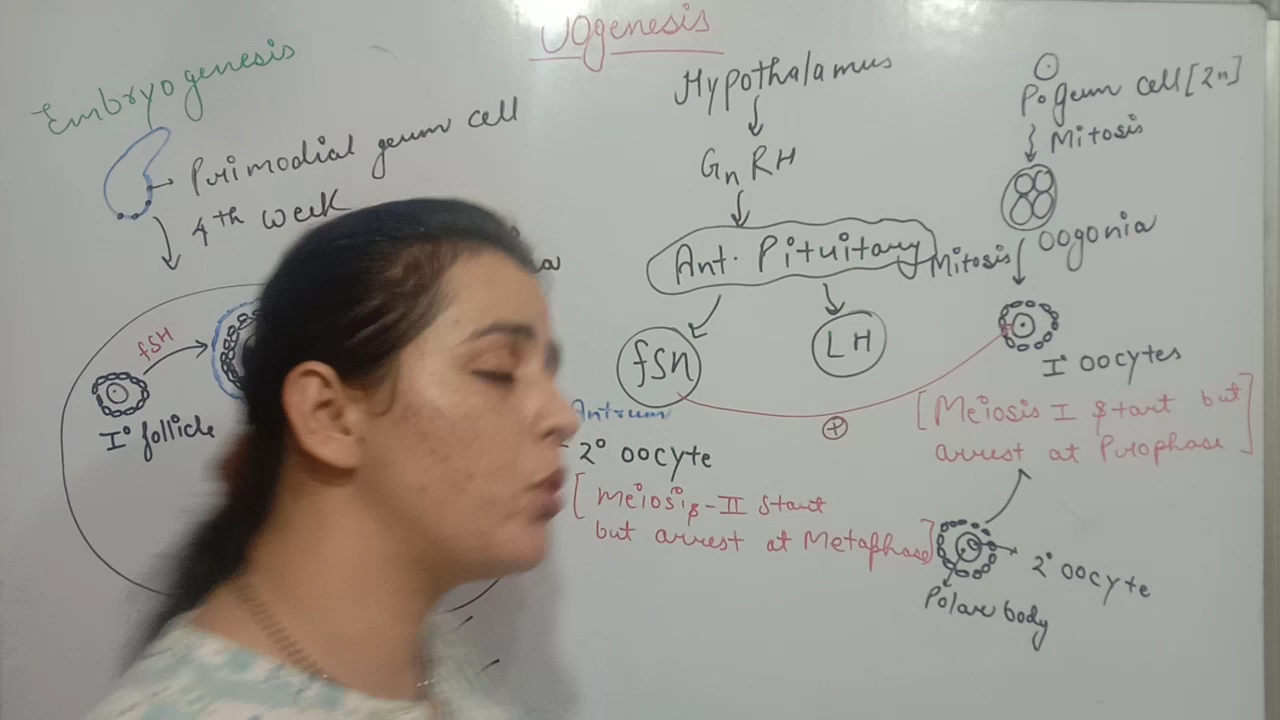 Oogenesis
Embryogenesis
Primodial germ cell
4th week
fSH
I° follicle
Antrum
2° oocyte
[Meiosis-II start
but arrest at Metaphase]
Hypothalamus
GnRH
Ant. Pituitary
fSH
LH
+
P. Germ cell [2n]
Mitosis
Oogonia
Mitosis
I° oocytes
[Meiosis I start but
arrest at Prophase]
2° oocyte
Polar body